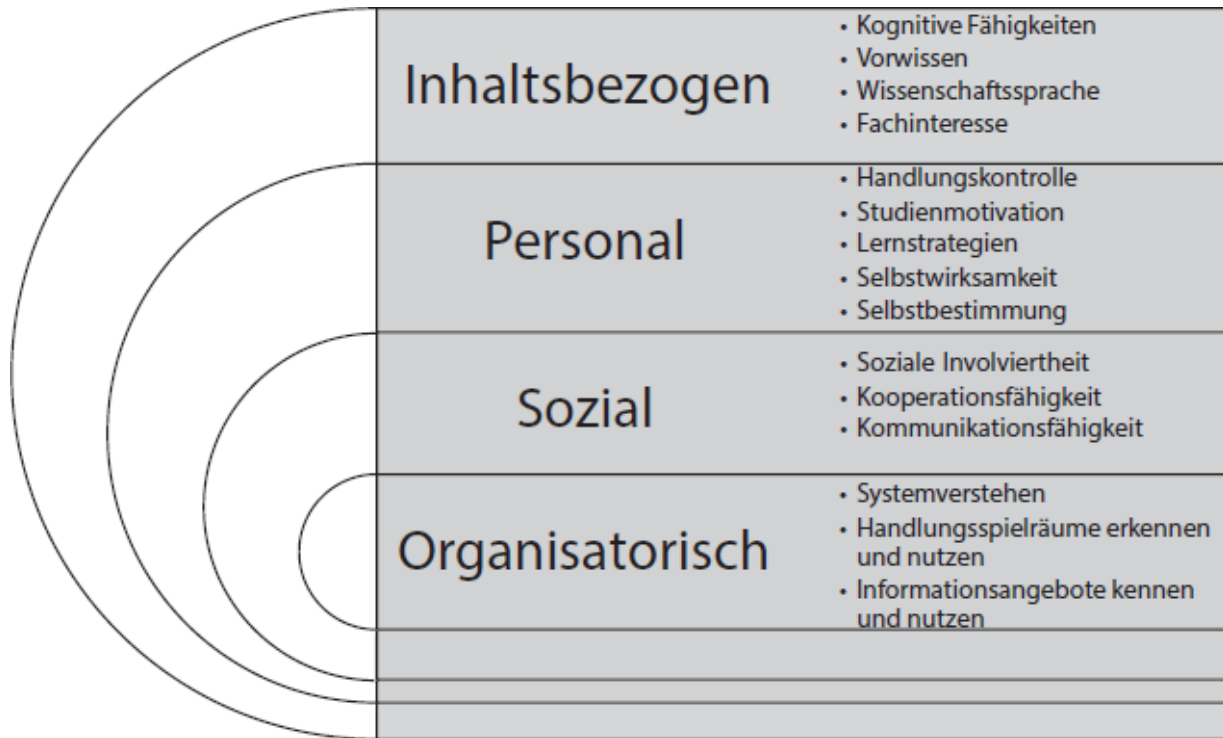 Inhaltsbezogen
• Kognitive Fähigkeiten
• Vorwissen
• Wissenschaftssprache
• Fachinteresse
Personal
• Handlungskontrolle
• Studienmotivation
• Lernstrategien
• Selbstwirksamkeit
• Selbstbestimmung
Sozial
• Soziale Involviertheit
• Kooperationsfähigkeit
• Kommunikationsfähigkeit
Organisatorisch
• Systemverstehen
• Handlungsspielräume erkennen
und nutzen
• Informationsangebote kennen
und nutzen